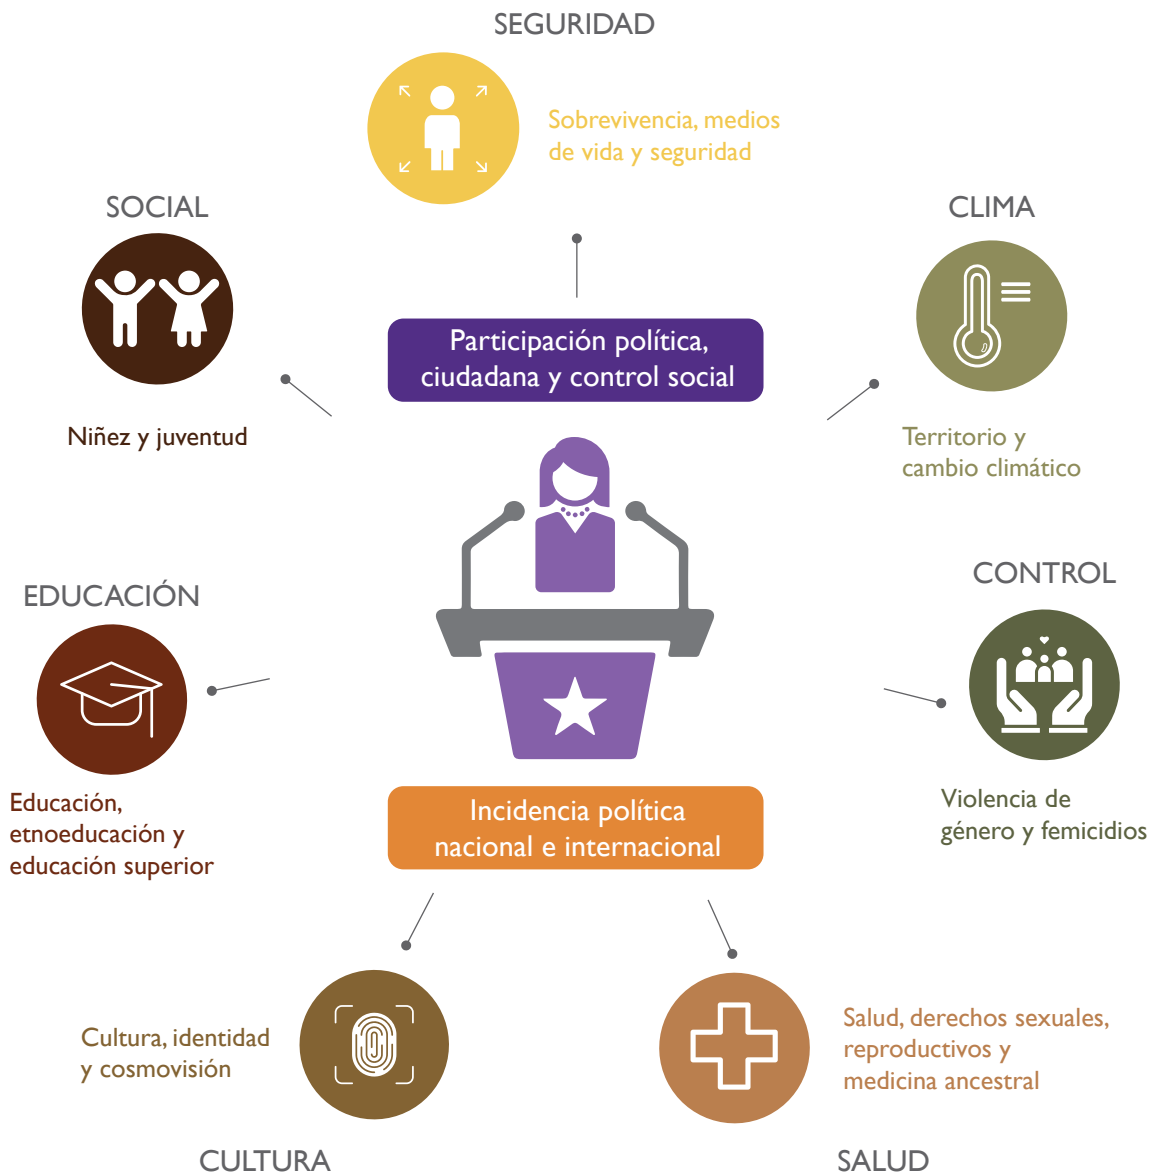 SEGURIDAD
Sobrevivencia, medios
de vida y seguridad
SOCIAL
Niñez y juventud
CLIMA
Territorio y
cambio climático
Participación política,
ciudadana y control social
EDUCACIÓN
Educación,
etnoeducación y
educación superior
CONTROL
Violencia de
género y femicidios
Incidencia política
nacional e internacional
Cultura, identidad
y cosmovisión
CULTURA
Salud, derechos sexuales,
reproductivos y
medicina ancestral
SALUD